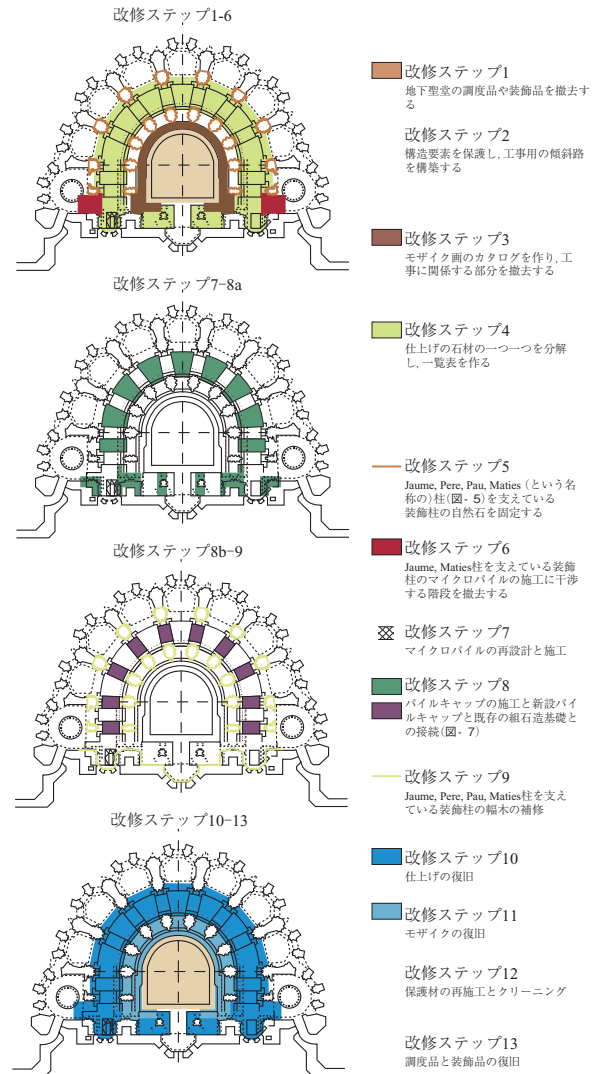 改修ステップ1-6
改修ステップ7-8a
改修ステップ8b-9
改修ステップ10-13
改修ステップ1
地下聖堂の調度品や装飾品を撤去す
る
改修ステップ2
構造要素を保護し, 工事用の傾斜路
を構築する
改修ステップ3
モザイク画のカタログを作り, 工
事に関係する部分を撤去する
改修ステップ4
仕上げの石材の一つ一つを分解
し, 一覧表を作る
改修ステップ5
Jaume, Pere, Pau, Maties (という名
称の)柱(図- 5)を支えている
装飾柱の自然石を固定する
改修ステップ6
Jaume, Maties柱を支えている装飾
柱のマイクロパイルの施工に干渉
する階段を撤去する
改修ステップ7
マイクロパイルの再設計と施工
改修ステップ8
パイルキャップの施工と新設パイ
ルキャップと既存の組石造基礎と
の接続(図- 7)
改修ステップ9
Jaume, Pere, Pau, Maties柱を支え
ている装飾柱の幅木の補修
改修ステップ10
仕上げの復旧
改修ステップ11
モザイクの復旧
改修ステップ12
保護材の再施工とクリーニング
改修ステップ13
調度品と装飾品の復旧